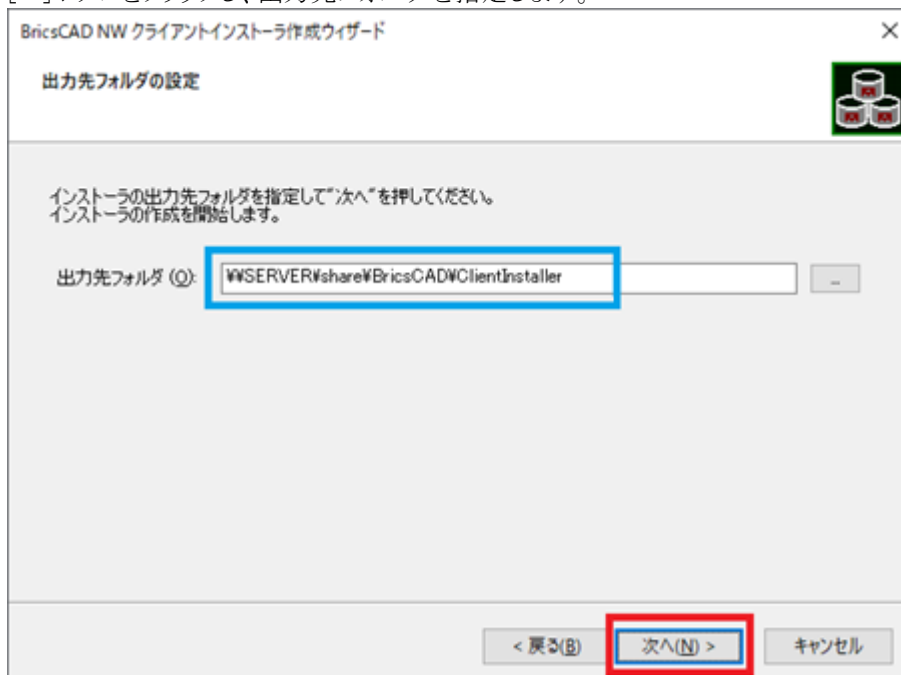 BricsCAD NW クライアントインストーラ作成ウィザード
出力先フォルダの設定
インストーラの出力先フォルダを指定して"次へ"を押してください。
インストーラの作成を開始します。
出力先フォルダ (O): ¥¥SERVER¥share¥BricsCAD¥ClientInstaller ...
< 戻る(B) 次へ(N) > キャンセル